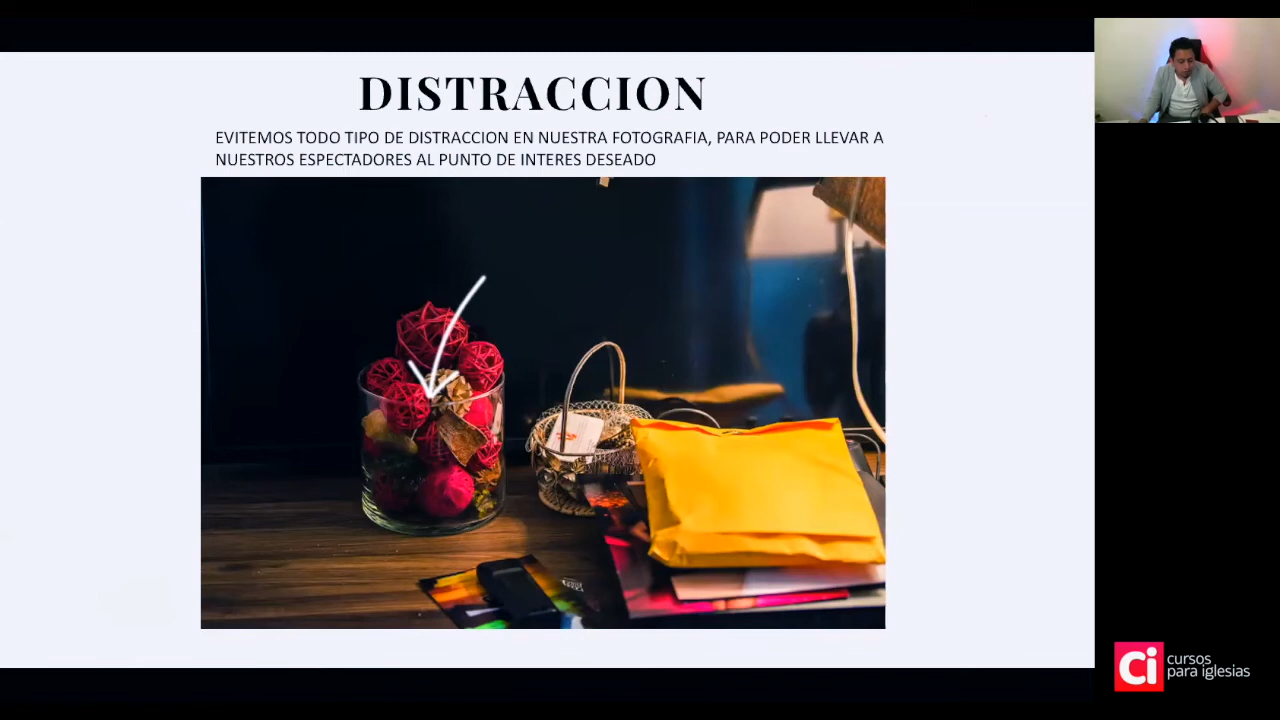 DISTRACCION
EVITEMOS TODO TIPO DE DISTRACCION EN NUESTRA FOTOGRAFIA, PARA PODER LLEVAR A
NUESTROS ESPECTADORES AL PUNTO DE INTERES DESEADO
Ci cursos
para iglesias